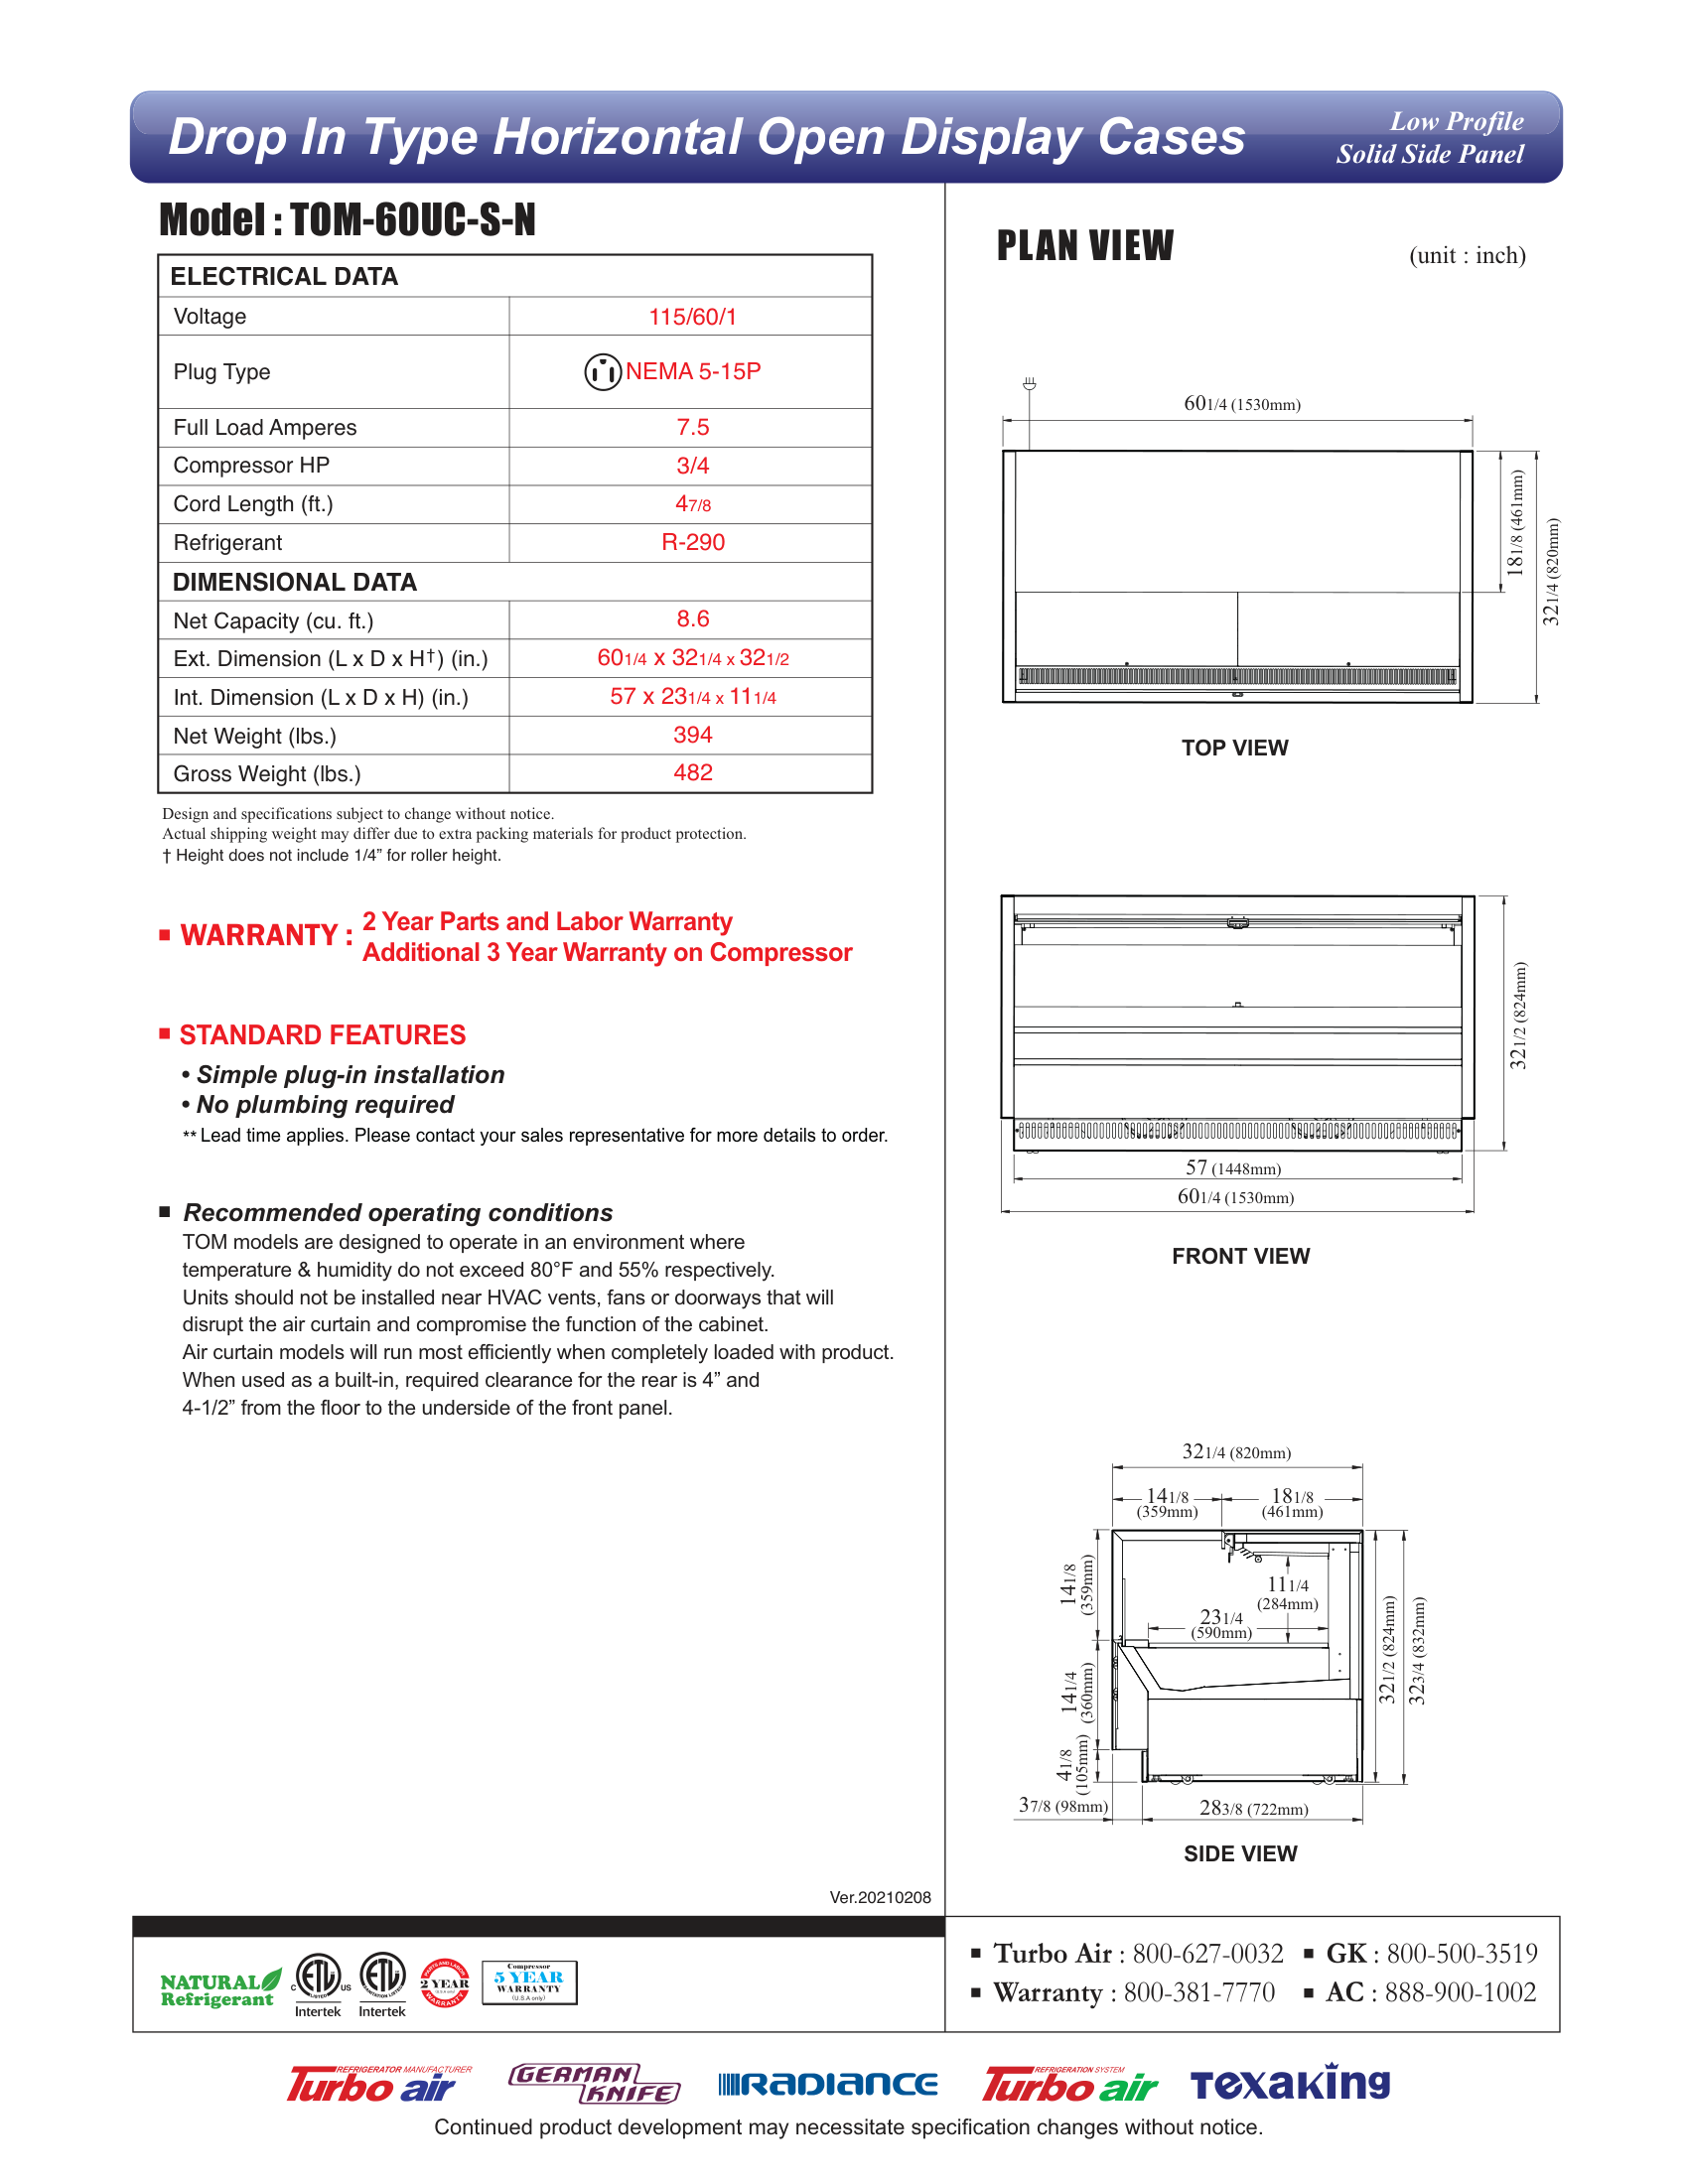 Drop In Type Horizontal Open Display Cases
Low Profile
Solid Side Panel
Model : TOM-60UC-S-N
ELECTRICAL DATA
Voltage 115/60/1
Plug Type NEMA 5-15P
Full Load Amperes 7.5
Compressor HP 3/4
Cord Length (ft.) 4 7/8
Refrigerant R-290
DIMENSIONAL DATA
Net Capacity (cu. ft.) 8.6
Ext. Dimension (L x D x H†) (in.) 60 1/4 x 32 1/4 x 32 1/2
Int. Dimension (L x D x H) (in.) 57 x 23 1/4 x 11 1/4
Net Weight (lbs.) 394
Gross Weight (lbs.) 482
Design and specifications subject to change without notice.
Actual shipping weight may differ due to extra packing materials for product protection.
† Height does not include 1/4” for roller height.
■ WARRANTY : 2 Year Parts and Labor Warranty
Additional 3 Year Warranty on Compressor
■ STANDARD FEATURES
• Simple plug-in installation
• No plumbing required
** Lead time applies. Please contact your sales representative for more details to order.
■ Recommended operating conditions
TOM models are designed to operate in an environment where
temperature & humidity do not exceed 80°F and 55% respectively.
Units should not be installed near HVAC vents, fans or doorways that will
disrupt the air curtain and compromise the function of the cabinet.
Air curtain models will run most efficiently when completely loaded with product.
When used as a built-in, required clearance for the rear is 4” and
4-1/2” from the floor to the underside of the front panel.
Ver.20210208
PLAN VIEW
(unit : inch)
60 1/4 (1530mm)
18 1/8 (461mm)
32 1/4 (820mm)
TOP VIEW
32 1/2 (824mm)
57 (1448mm)
60 1/4 (1530mm)
FRONT VIEW
32 1/4 (820mm)
14 1/8
(359mm)
18 1/8
(461mm)
14 1/8
(359mm)
11 1/4
(284mm)
23 1/4
(590mm)
14 1/4
(360mm)
4 1/8
(105mm)
32 1/2 (824mm)
32 3/4 (832mm)
3 7/8 (98mm)
28 3/8 (722mm)
SIDE VIEW
NATURAL
Refrigerant
C ETL US
LISTED
Intertek
ETL
SANITATION LISTED
Intertek
PARTS AND LABOR
2 YEAR
(U.S.A only)
WARRANTY
Compressor
5 YEAR
WARRANTY
(U.S.A only)
■ Turbo Air : 800-627-0032 ■ GK : 800-500-3519
■ Warranty : 800-381-7770 ■ AC : 888-900-1002
REFRIGERATOR MANUFACTURER
Turbo air
GERMAN
KNIFE
RADIANCE
REFRIGERATION SYSTEM
Turbo air
Texaking
Continued product development may necessitate specification changes without notice.